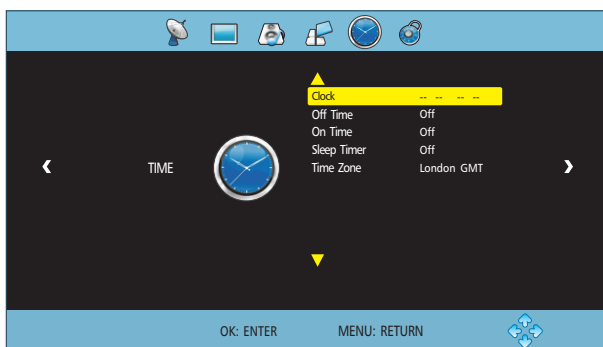 Clock -- -- -- --
Off Time Off
On Time Off
Sleep Timer Off
TIME
Time Zone London GMT
OK: ENTER MENU: RETURN